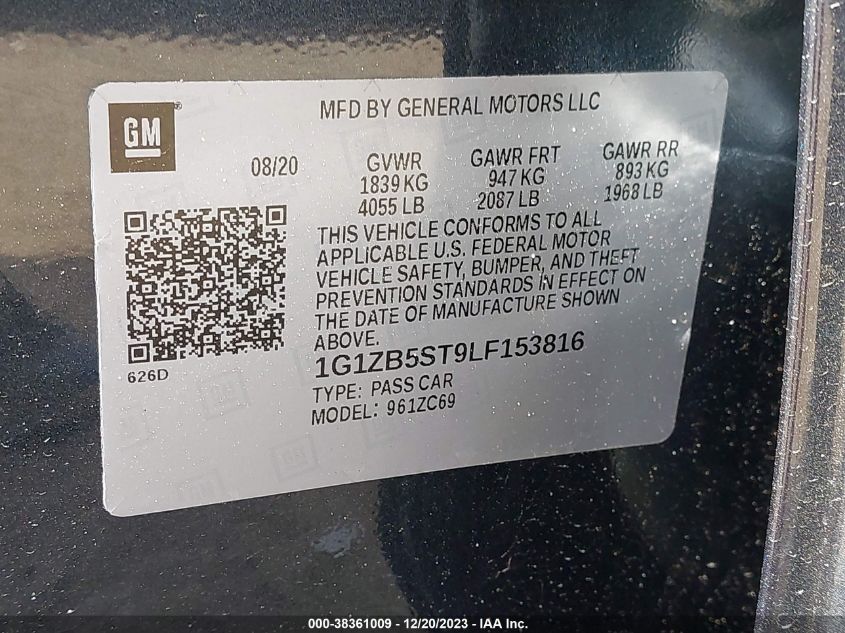 GM
®
MFD BY GENERAL MOTORS LLC
08/20
GVWR
1839 KG
4055 LB
GAWR FRT
947 KG
2087 LB
GAWR RR
893 KG
1968 LB
THIS VEHICLE CONFORMS TO ALL
APPLICABLE U.S. FEDERAL MOTOR
VEHICLE SAFETY, BUMPER, AND THEFT
PREVENTION STANDARDS IN EFFECT ON
THE DATE OF MANUFACTURE SHOWN
ABOVE.
626D
1G1ZB5ST9LF153816
TYPE: PASS CAR
MODEL: 961ZC69
000-38361009 - 12/20/2023 - IAA Inc.